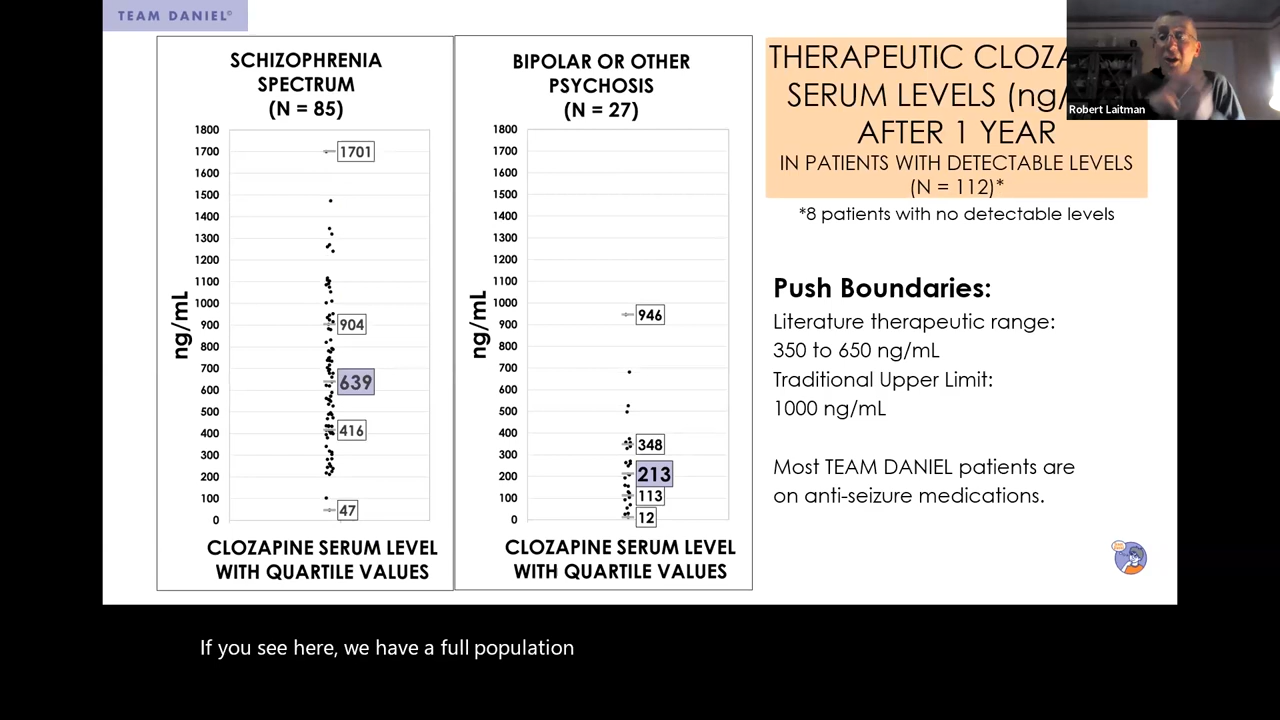 TEAM DANIEL©
SCHIZOPHRENIA
SPECTRUM
(N = 85)
1800
1700
1600
1500
1400
1300
1200
1100
1000
900
800
700
600
500
400
300
200
100
0
ng/mL
1701
904
639
416
47
CLOZAPINE SERUM LEVEL
WITH QUARTILE VALUES
BIPOLAR OR OTHER
PSYCHOSIS
(N = 27)
1800
1700
1600
1500
1400
1300
1200
1100
1000
900
800
700
600
500
400
300
200
100
0
ng/mL
946
348
213
113
12
CLOZAPINE SERUM LEVEL
WITH QUARTILE VALUES
THERAPEUTIC
SERUM LEVELS
AFTER 1 YEAR
IN PATIENTS WITH DETECTABLE LEVELS
(N = 112)*
*8 patients with no detectable levels
Push Boundaries:
Literature therapeutic range:
350 to 650 ng/mL
Traditional Upper Limit:
1000 ng/mL
Most TEAM DANIEL patients are
on anti-seizure medications.
Robert Laitman
If you see here, we have a full population